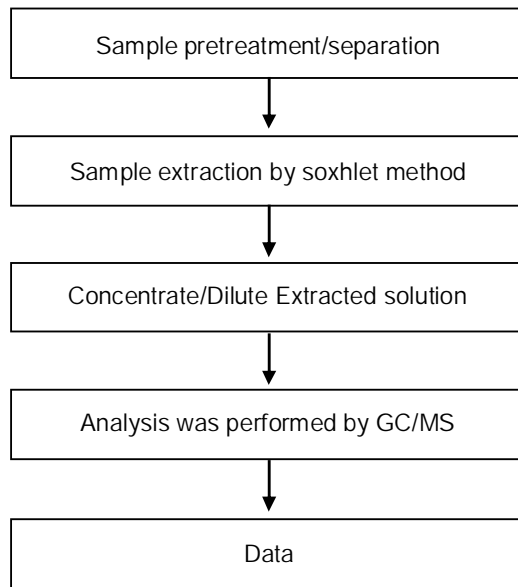 Sample pretreatment/separation
Sample extraction by soxhlet method
Concentrate/Dilute Extracted solution
Analysis was performed by GC/MS
Data